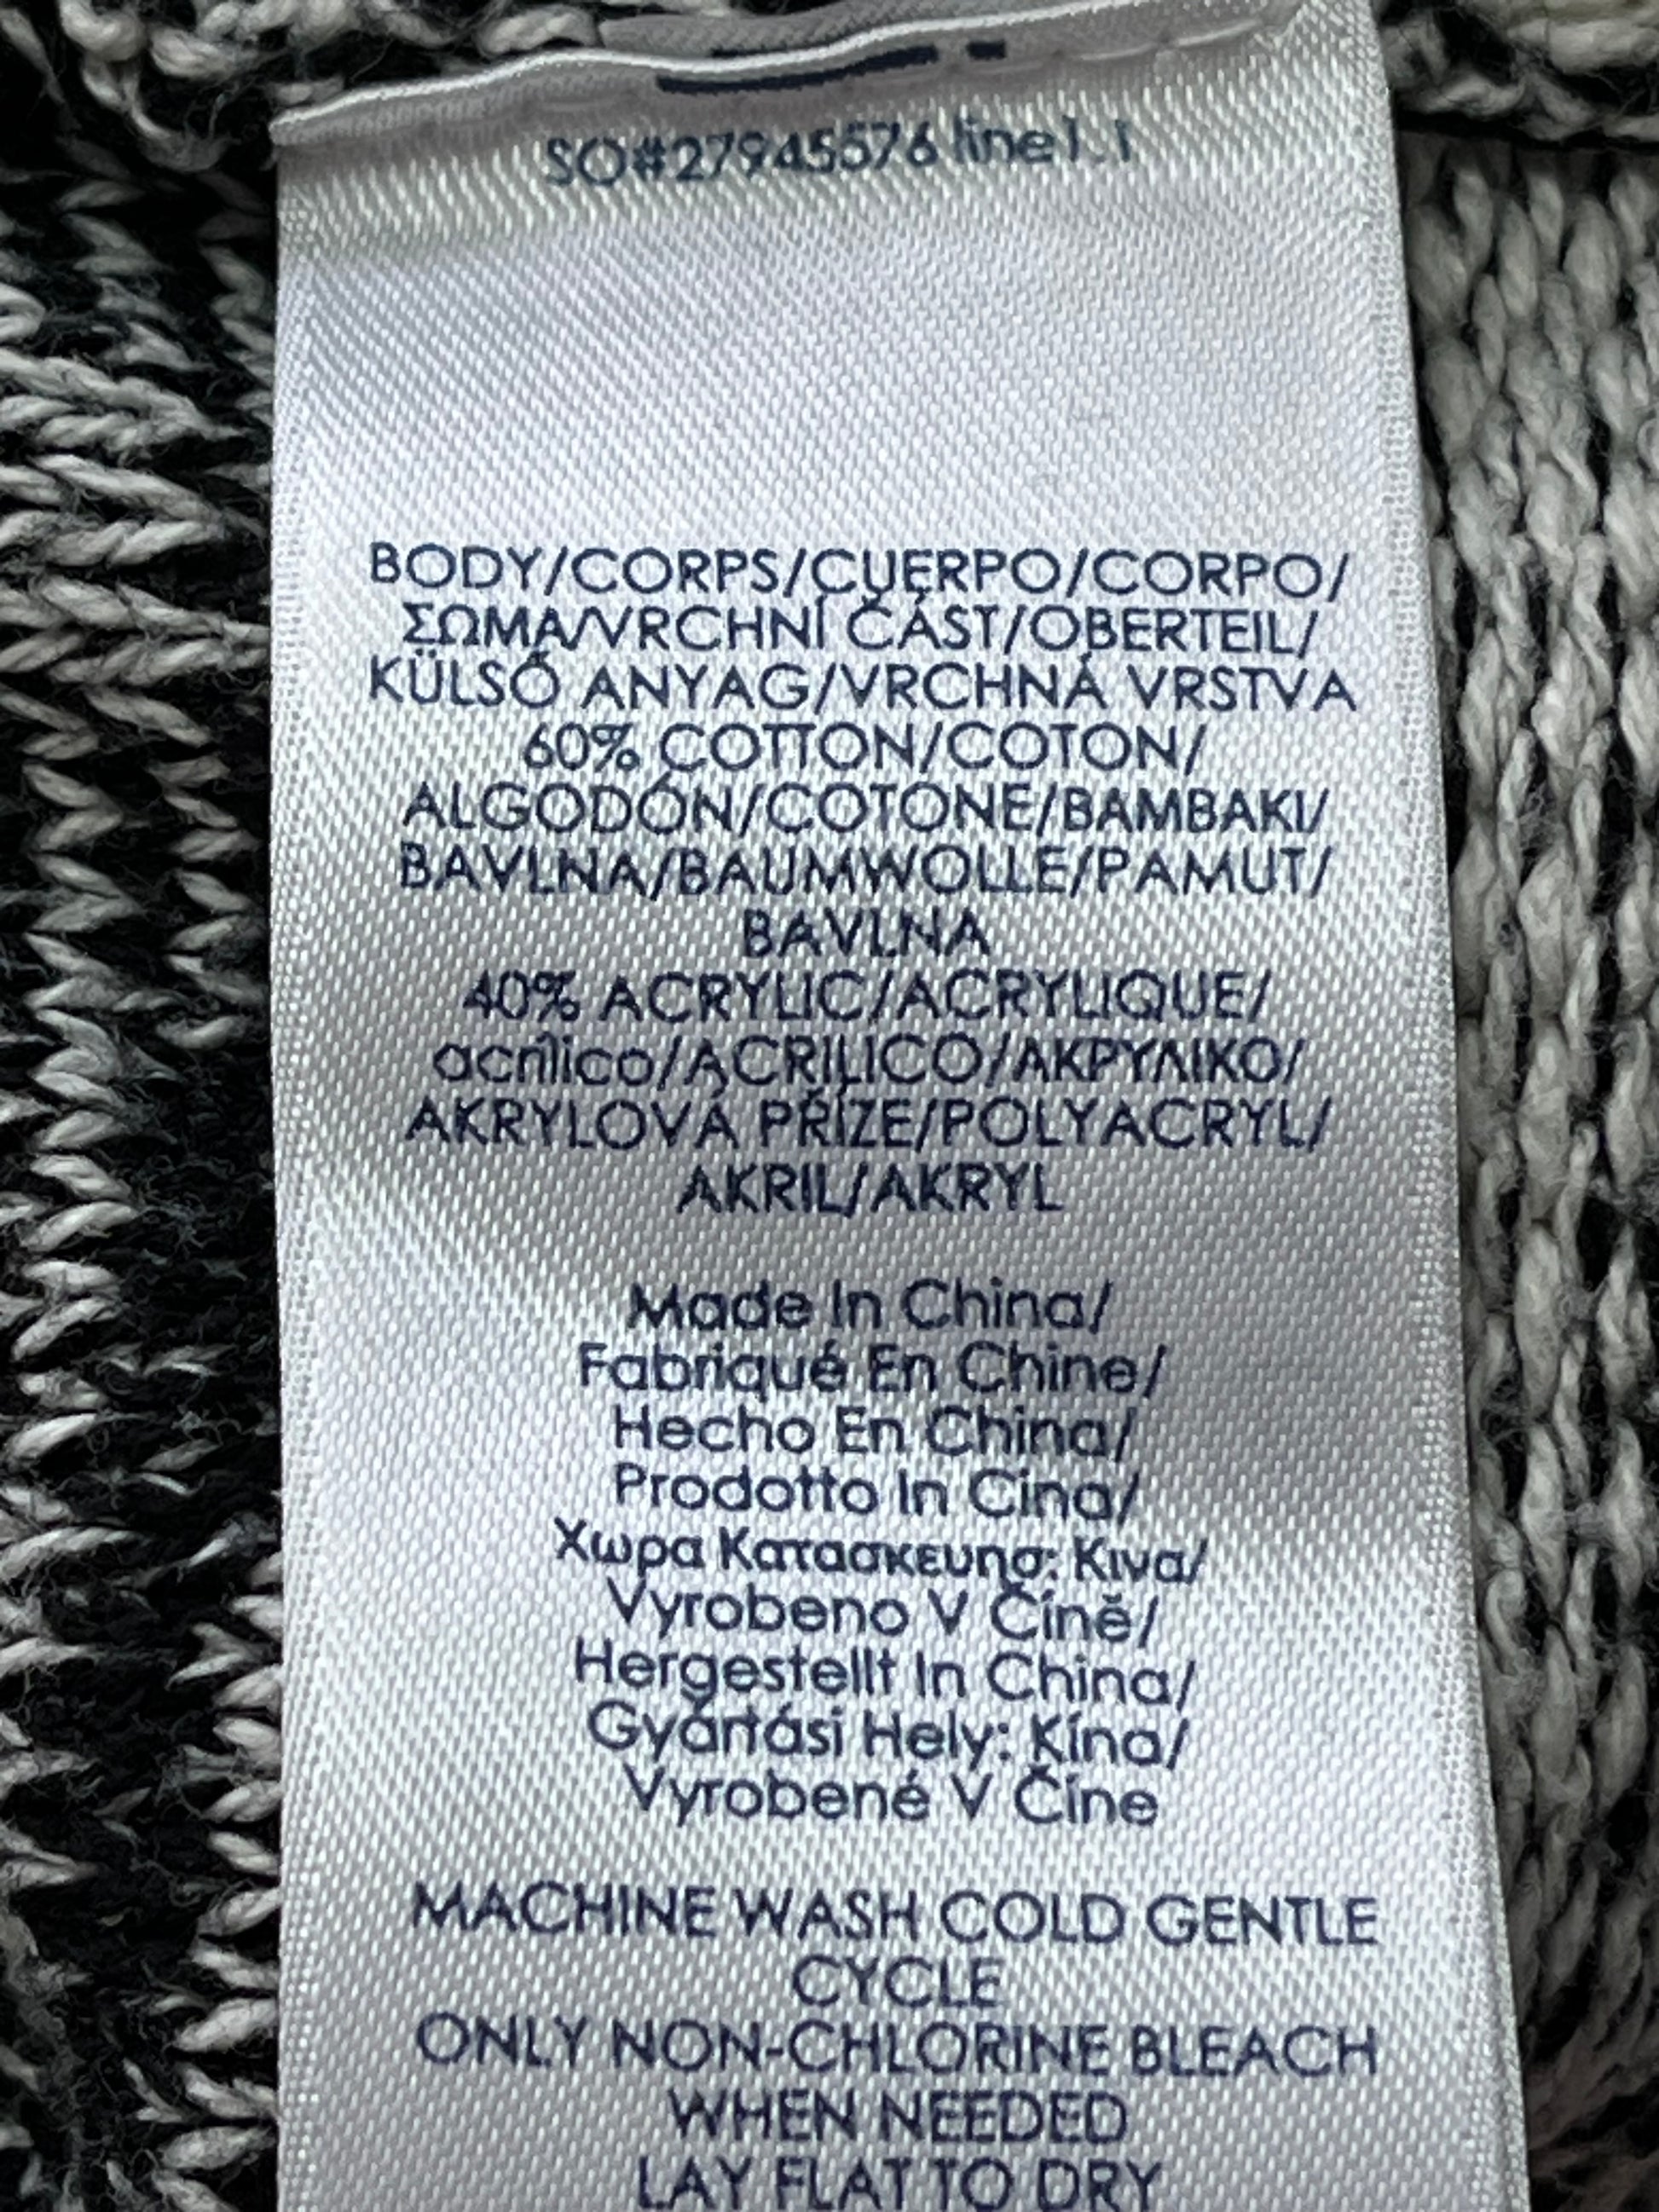 SO#27945576 line1.1
BODY/CORPS/CUERPO/CORPO/
ΣΩΜΑ/VRCHNÍ ČÁST/OBERTEIL/
KÜLSŐ ANYAG/VRCHNÁ VRSTVA
60% COTTON/COTON/
ALGODÓN/COTONE/BAMBAKI/
BAVLNA/BAUMWOLLE/PAMUT/
BAVLNA
40% ACRYLIC/ACRYLIQUE/
acrílico/ACRILICO/ΑΚΡΥΛΙΚΟ/
AKRYLOVÁ PŘÍZE/POLYACRYL/
AKRIL/AKRYL
Made In China/
Fabriqué En Chine/
Hecho En China/
Prodotto In Cina/
Χωρα Κατασκευησ: Κινα/
Vyrobeno V Číně/
Hergestellt In China/
Gyártási Hely: Kína/
Vyrobené V Číne
MACHINE WASH COLD GENTLE
CYCLE
ONLY NON-CHLORINE BLEACH
WHEN NEEDED
LAY FLAT TO DRY